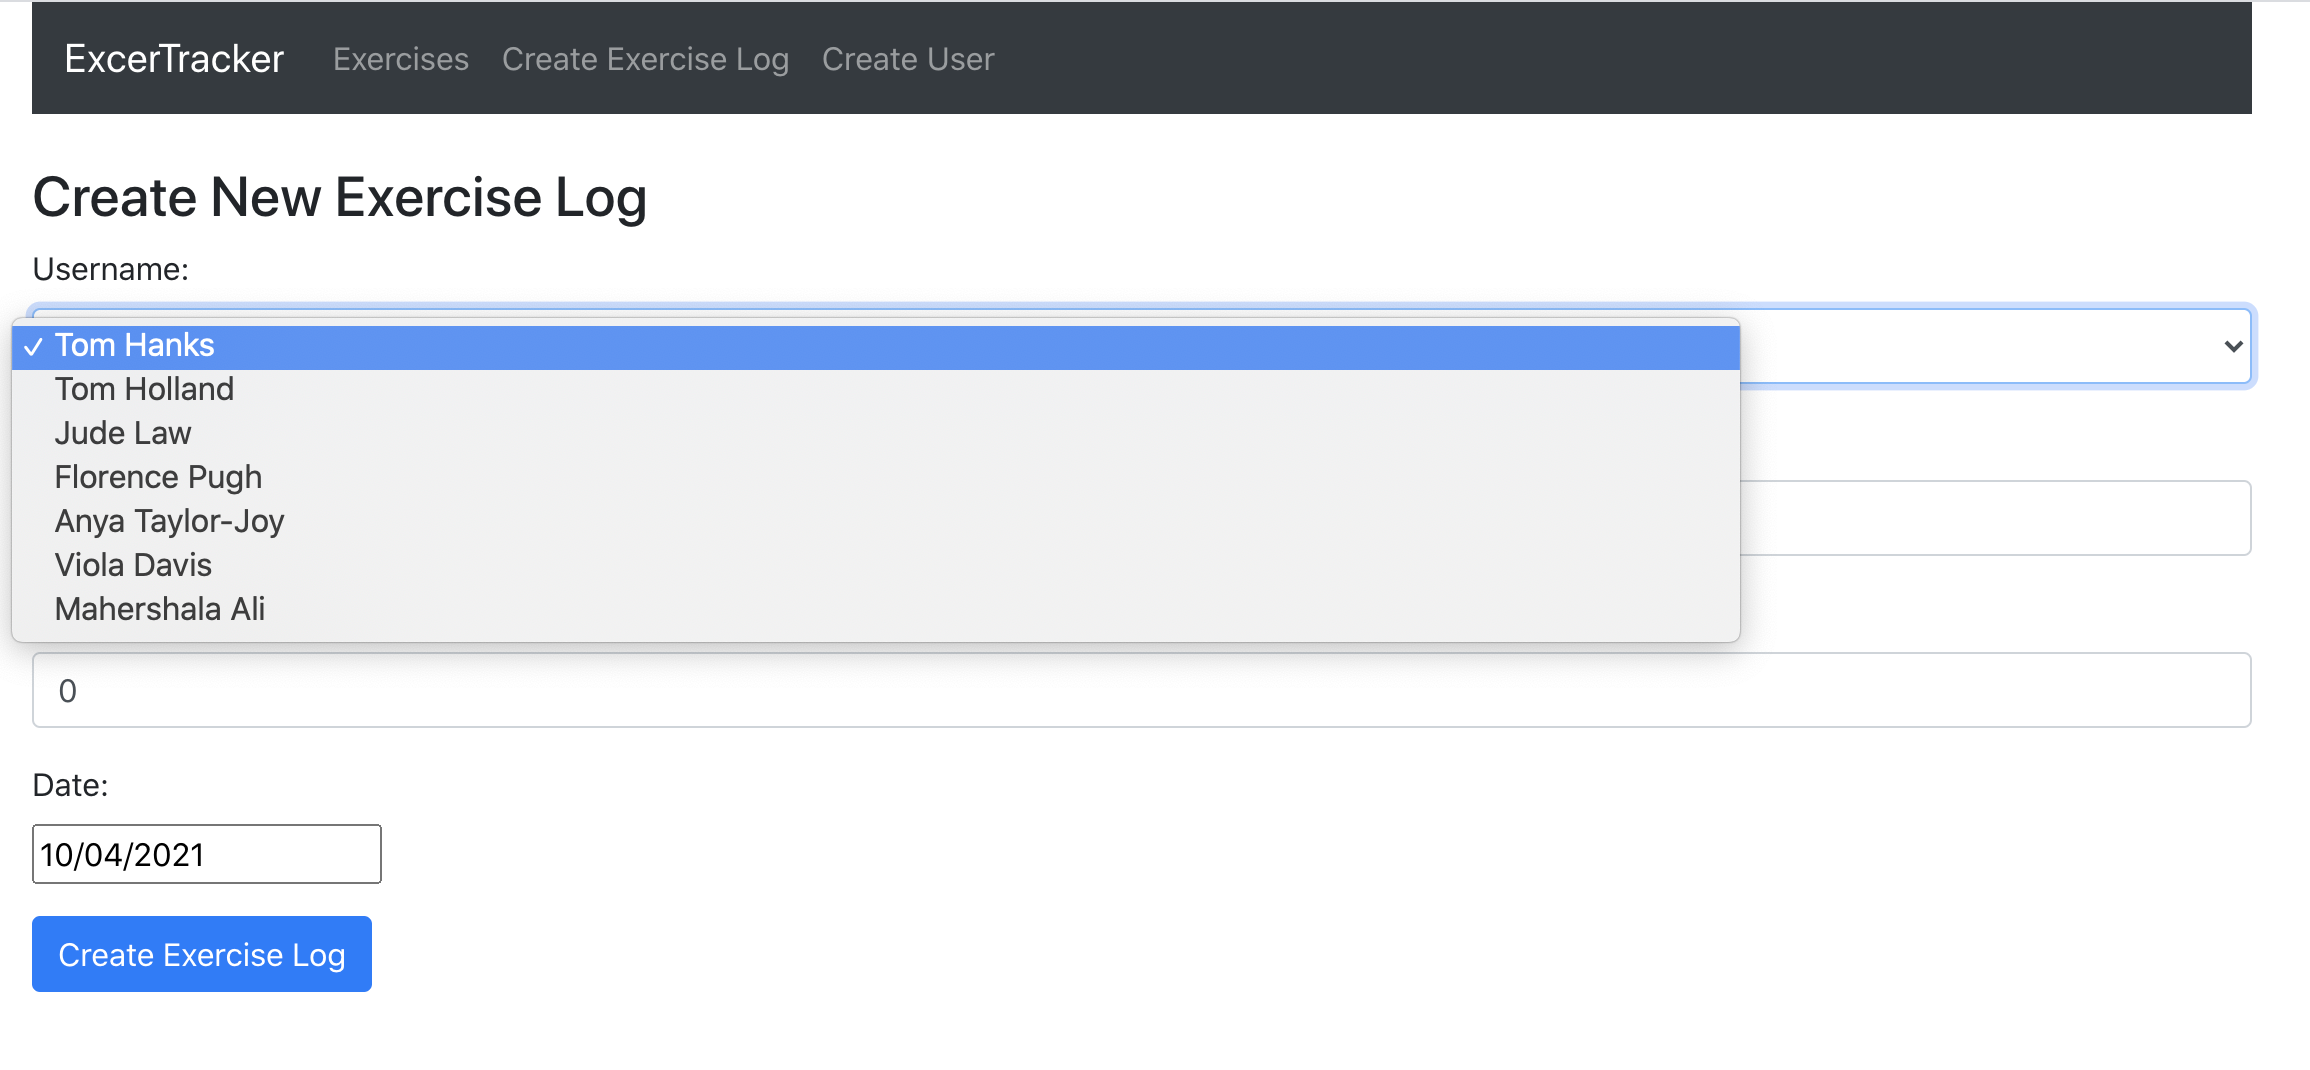 ExcerTracker Exercises Create Exercise Log Create User
Create New Exercise Log
Username:
✓ Tom Hanks
Tom Holland
Jude Law
Florence Pugh
Anya Taylor-Joy
Viola Davis
Mahershala Ali
0
Date:
10/04/2021
Create Exercise Log